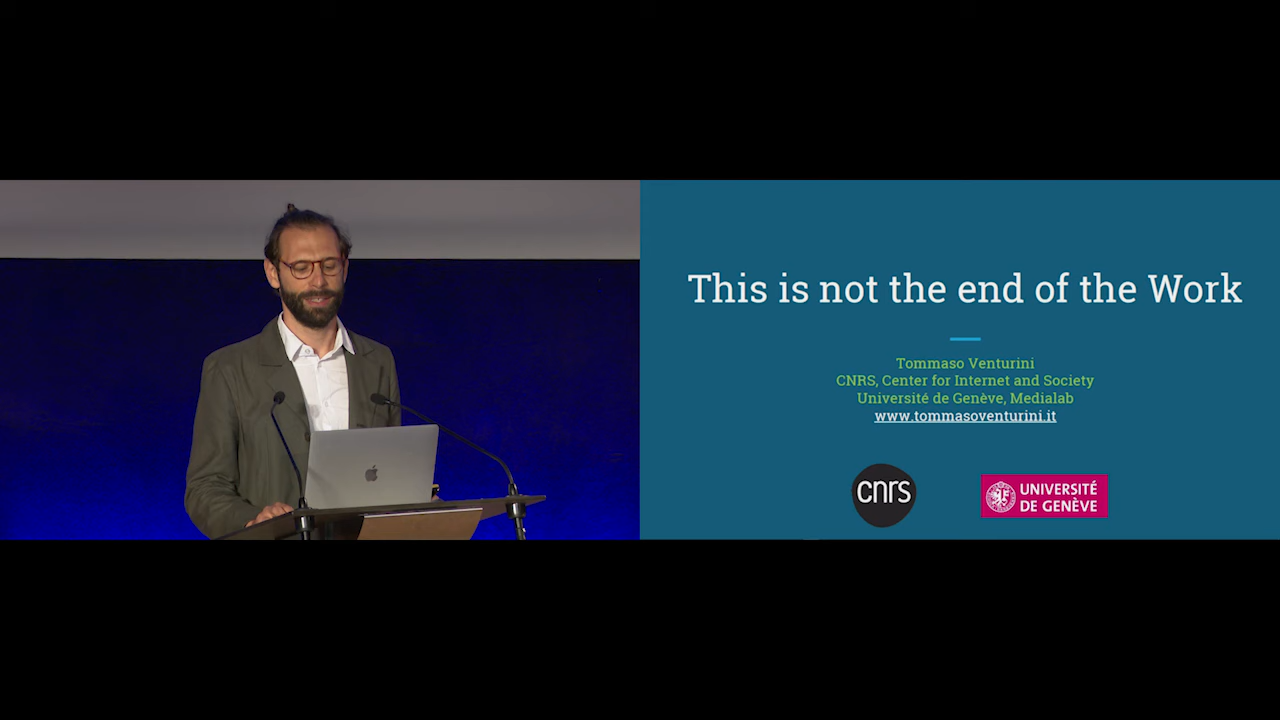 This is not the end of the Work
Tommaso Venturini
CNRS, Center for Internet and Society
Université de Genève, Medialab
www.tommasoventurini.it
cnrs
UNIVERSITÉ
DE GENÈVE